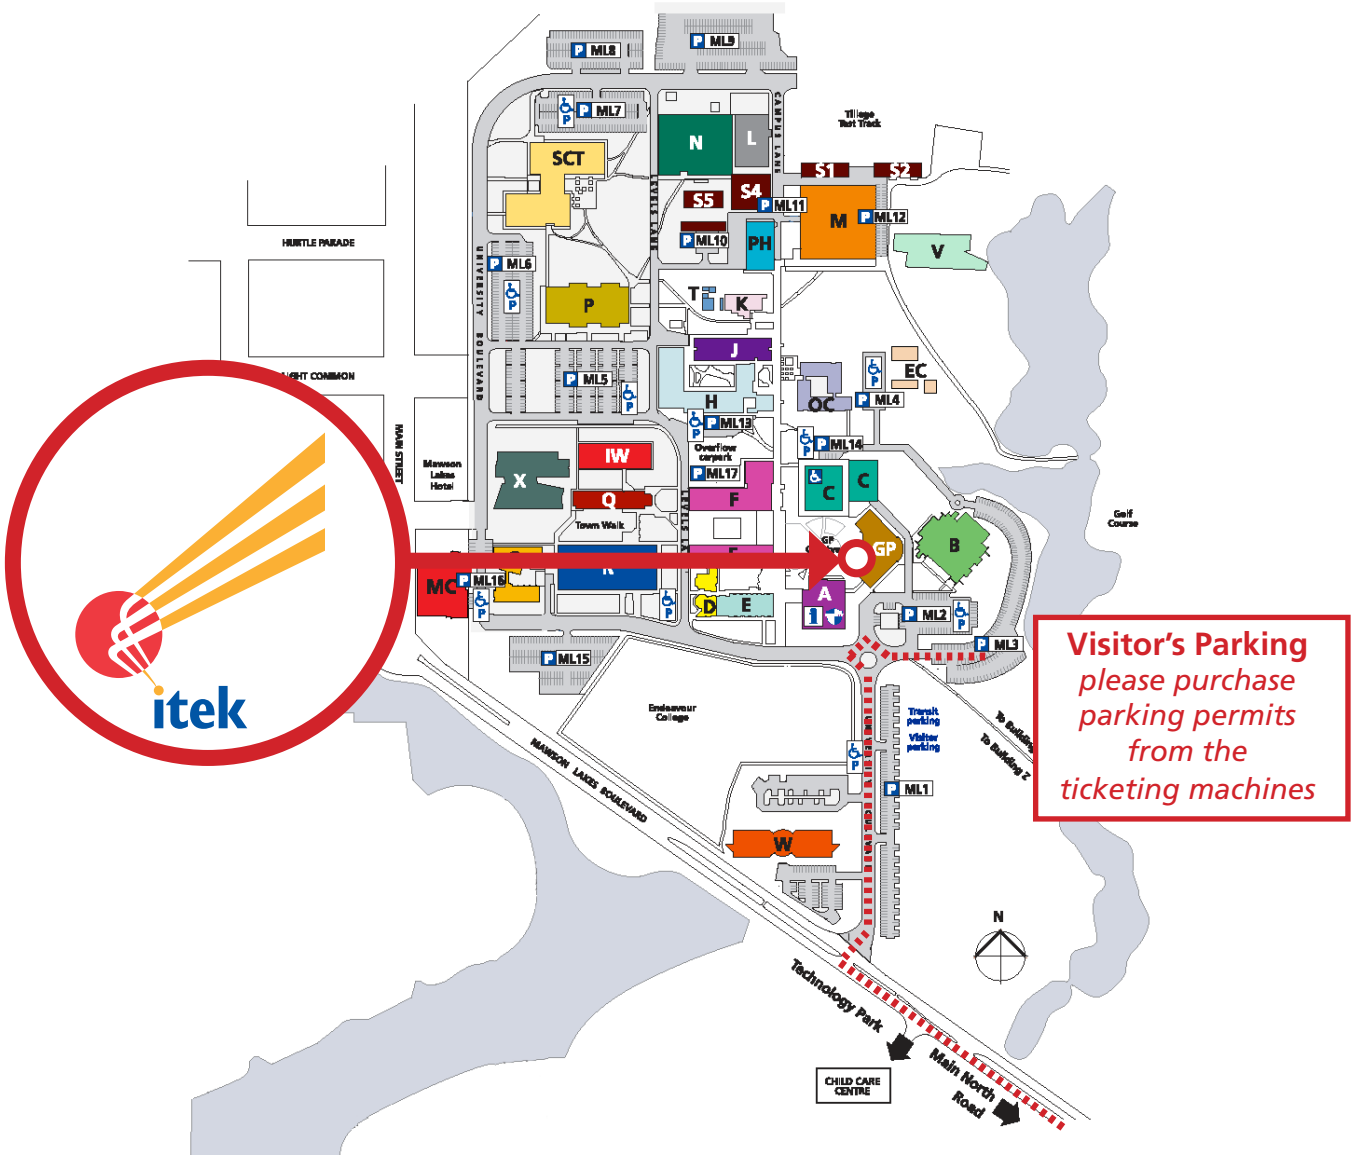 P ML8
P ML9
P
P ML7
CAMPUS LANE
Tillage
Test Track
N
L
SCT
S1
S2
S4
S5
P ML11
P ML12
M
LEVELS LANE
P ML10
PH
V
HURTLE PARADE
UNIVERSITY BOULEVARD
P ML6
P
T
K
P
J
EC
P
P ML5
P
H
OC
P ML4
P
P ML13
P
P ML14
MAIN STREET
Overflow
carpark
IW
Mawson
Lakes
Hotel
X
P ML17
C
C
Q
F
Town Walk
Golf
Course
GP
GP
B
MC
P ML16
P
P
D
E
A
i
P ML2
P
P ML3
P ML15
Visitor's Parking
please purchase
parking permits
from the
ticketing machines
itek
Endeavour
College
Transit
parking
Visitor
parking
To Building
To Building Z
MAWSON LAKES BOULEVARD
P
P ML1
W
N
Technology Park
Main North
Road
CHILD CARE
CENTRE